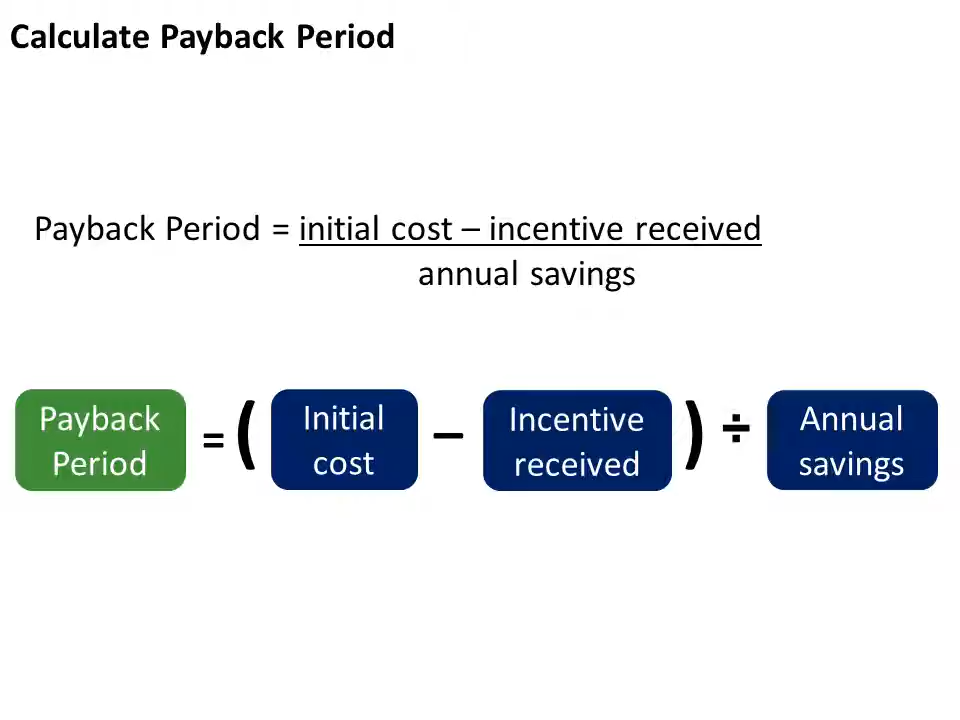 Calculate Payback Period
Payback Period = initial cost – incentive received
annual savings
Payback Period = ( Initial cost – Incentive received ) ÷ Annual savings